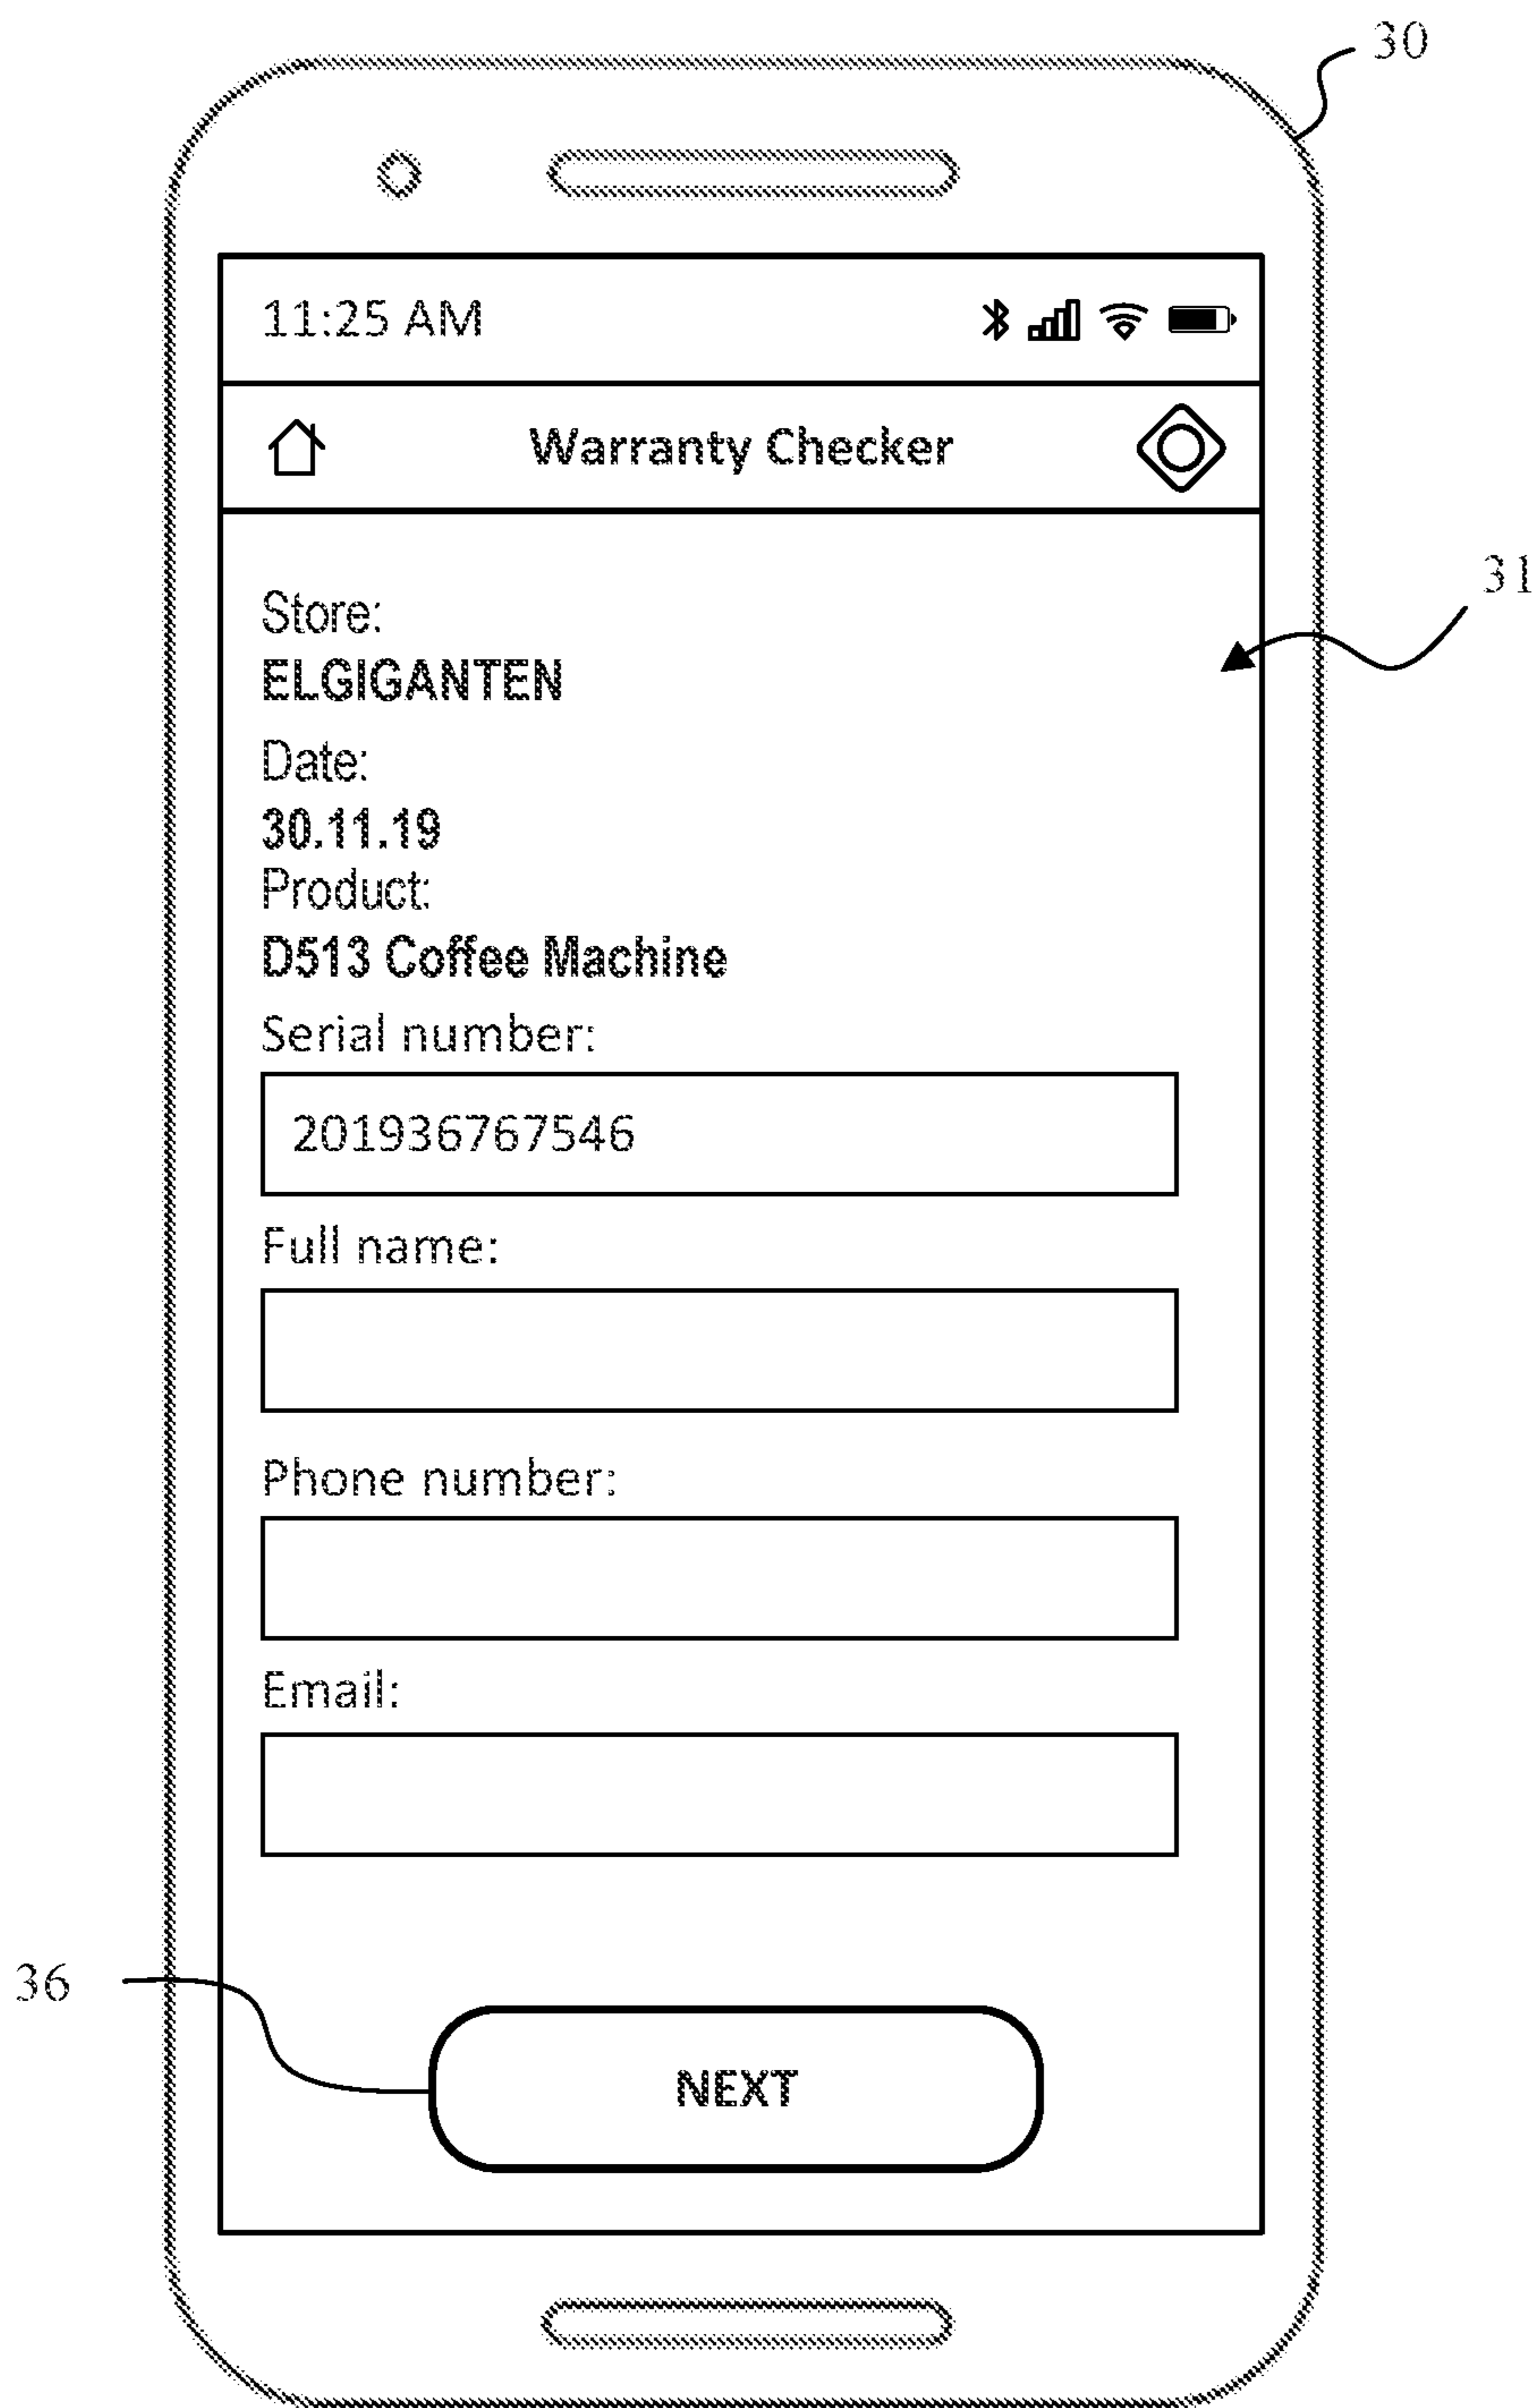 30
11:25 AM
Warranty Checker
31
Store:
ELGIGANTEN
Date:
30.11.19
Product:
D513 Coffee Machine
Serial number:
201936767546
Full name:
Phone number:
Email:
36
NEXT